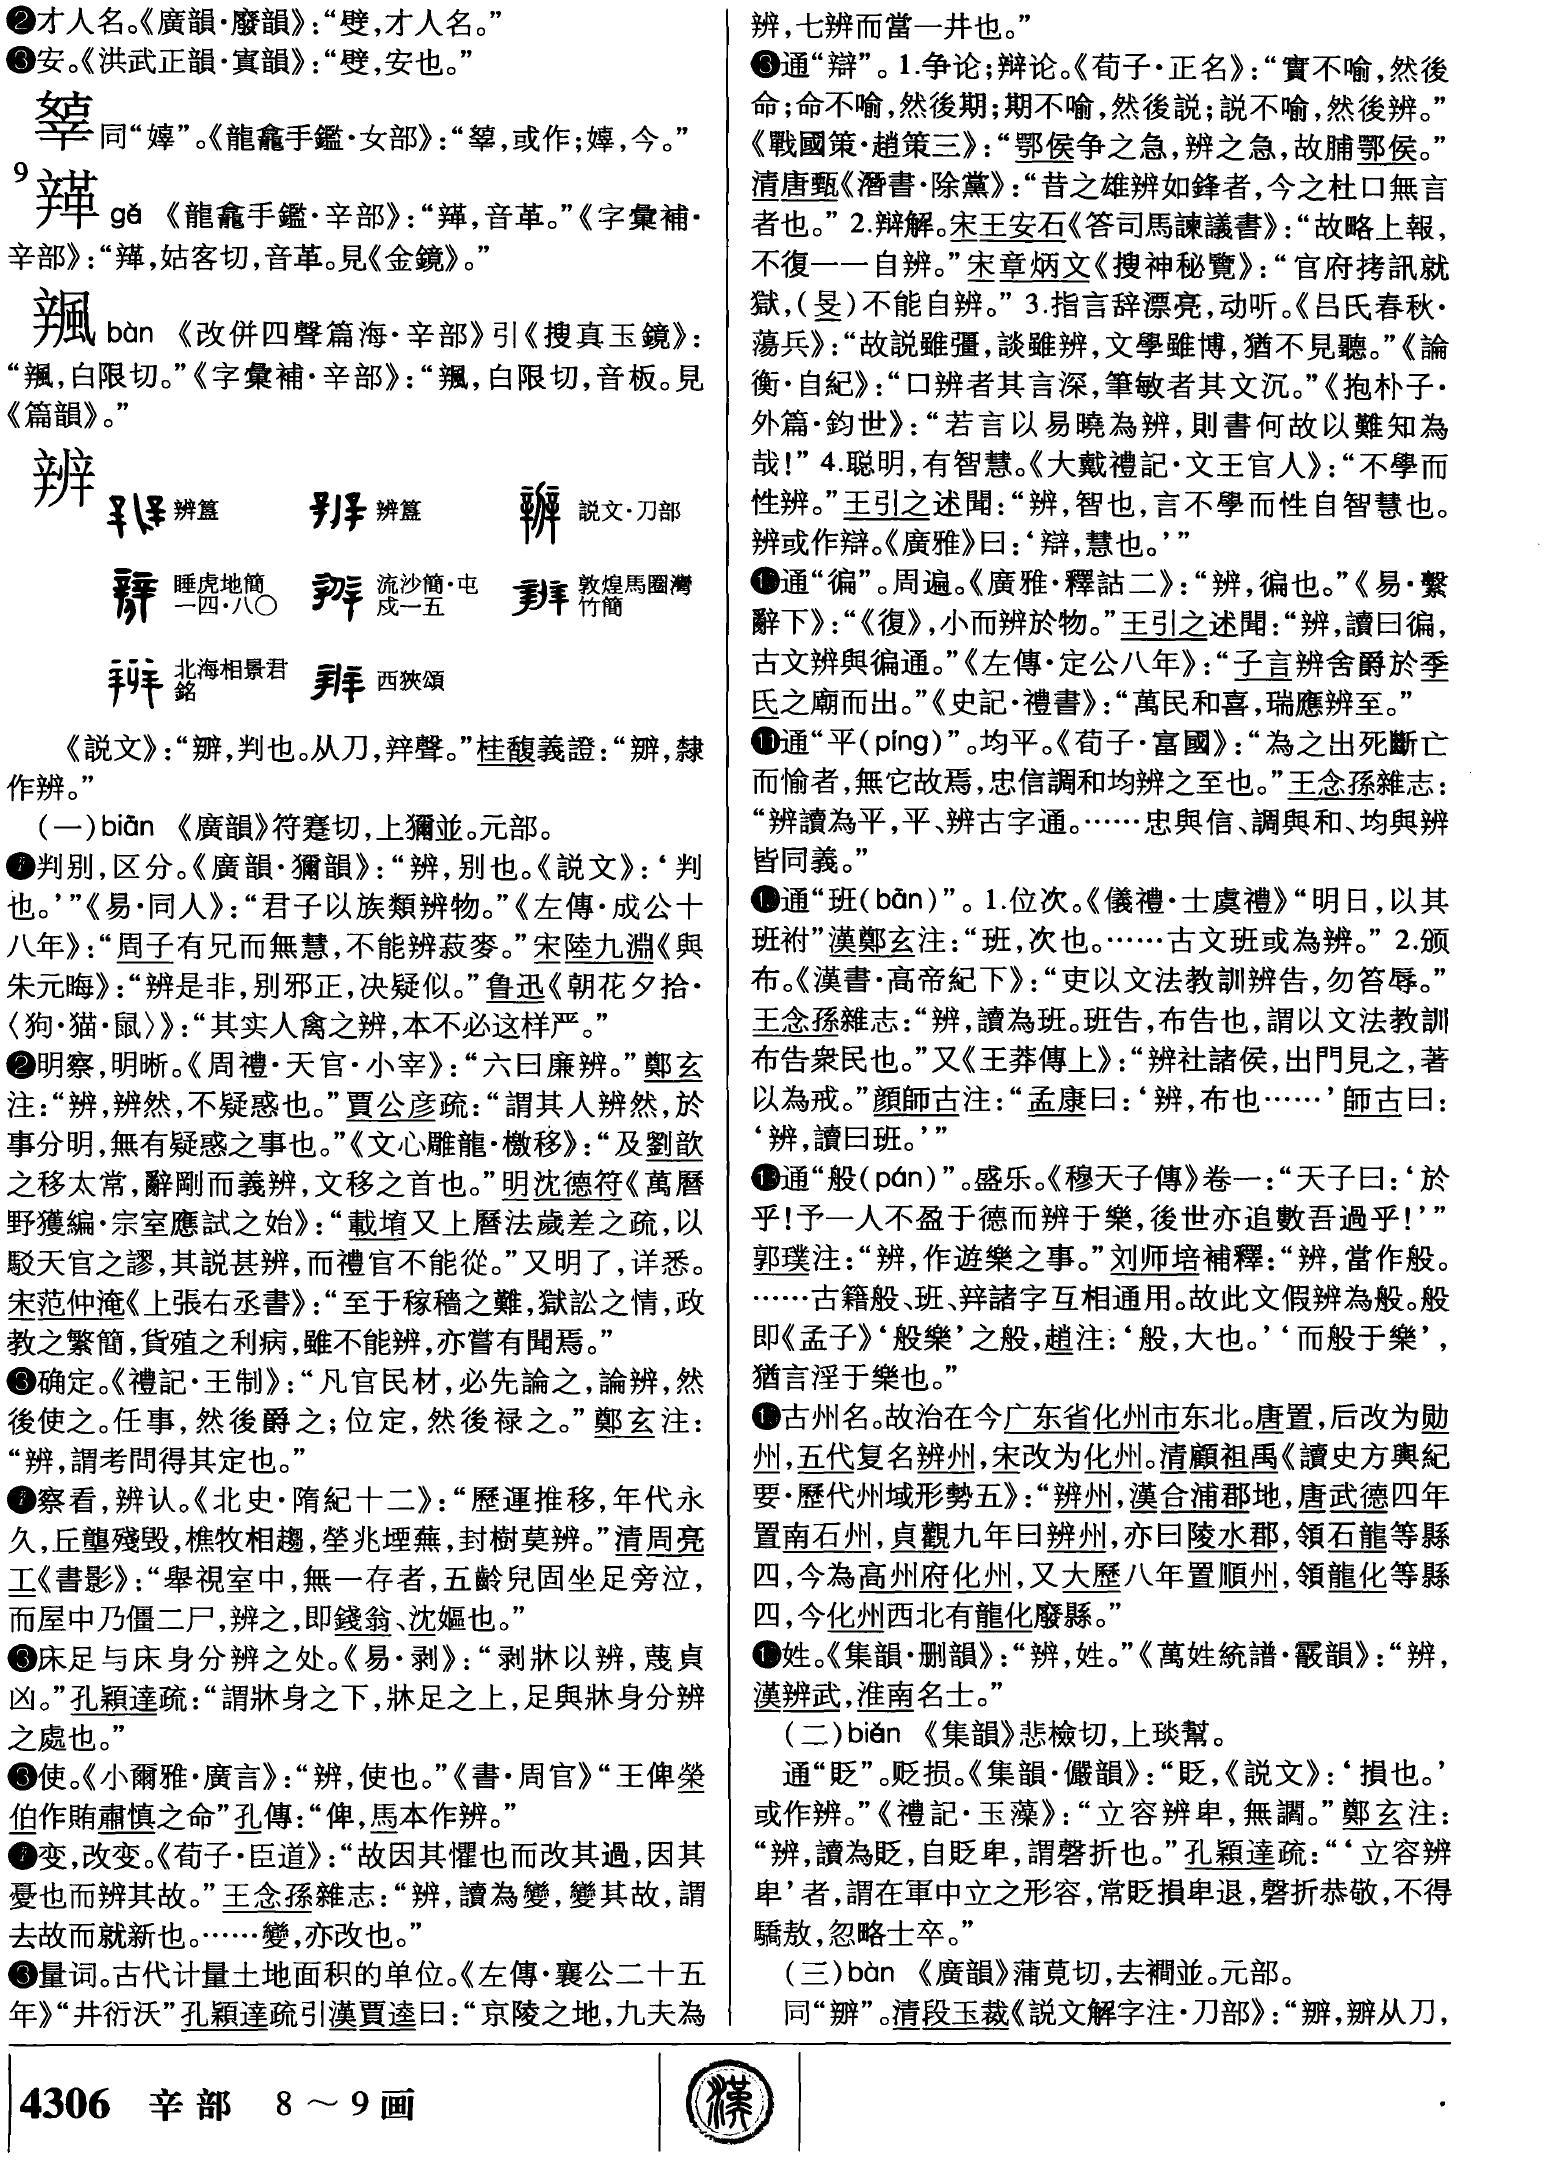 ❷才人名。《廣韻·廢韻》：“㜸，才人名。”
❸安。《洪武正韻·寘韻》：“㜸，安也。”
同“嫴”。《龍龕手鑑·女部》：“，或作；嫴，今。”
9
gé 《龍龕手鑑·辛部》：“，音革。”《字彙補·
辛部》：“，姑客切，音革。見《金鏡》。”
bàn 《改併四聲篇海·辛部》引《搜真玉鏡》：
“，白限切。”《字彙補·辛部》：“，白限切，音板。見
《篇韻》。”
辨
辨簋 辨簋 説文·刀部
睡虎地簡一四·八〇 流沙簡·屯戍一五 敦煌馬圈灣竹簡
北海相景君銘 西狹頌
《説文》：“辧，判也。从刀，辡聲。”桂馥義證：“辧，隸
作辨。”
（一）biàn 《廣韻》符蹇切，上獮並。元部。
❶判别，区分。《廣韻·獮韻》：“辨，别也。《説文》：‘判
也。’”《易·同人》：“君子以族類辨物。”《左傳·成公十
八年》：“周子有兄而無慧，不能辨菽麥。”宋陸九淵《與
朱元晦》：“辨是非，别邪正，决疑似。”鲁迅《朝花夕拾·
〈狗·猫·鼠〉》：“其实人禽之辨，本不必这样严。”
❷明察，明晰。《周禮·天官·小宰》：“六曰廉辨。”鄭玄
注：“辨，辨然，不疑惑也。”賈公彦疏：“謂其人辨然，於
事分明，無有疑惑之事也。”《文心雕龍·檄移》：“及劉歆
之移太常，辭剛而義辨，文移之首也。”明沈德符《萬曆
野獲編·宗室應試之始》：“載堉又上曆法歲差之疏，以
駁天官之謬，其説甚辨，而禮官不能從。”又明了，详悉。
宋范仲淹《上張右丞書》：“至于稼穡之難，獄訟之情，政
教之繁簡，貨殖之利病，雖不能辨，亦嘗有聞焉。”
❸确定。《禮記·王制》：“凡官民材，必先論之，論辨，然
後使之。任事，然後爵之；位定，然後禄之。”鄭玄注：
“辨，謂考問得其定也。”
❹察看，辨认。《北史·隋紀十二》：“歷運推移，年代永
久，丘壟殘毁，樵牧相趨，塋兆堙蕪，封樹莫辨。”清周亮
工《書影》：“舉視室中，無一存者，五齡兒固坐足旁泣，
而屋中乃僵二尸，辨之，即錢翁、沈嫗也。”
❺床足与床身分辨之处。《易·剥》：“剥牀以辨，蔑貞
凶。”孔穎達疏：“謂牀身之下，牀足之上，足與牀身分辨
之處也。”
❻使。《小爾雅·廣言》：“辨，使也。”《書·周官》“王俾榮
伯作賄肅慎之命”孔傳：“俾，馬本作辨。”
❼变，改变。《荀子·臣道》：“故因其懼也而改其過，因其
憂也而辨其故。”王念孫雜志：“辨，讀為變，變其故，謂
去故而就新也。……變，亦改也。”
❽量词。古代计量土地面积的单位。《左傳·襄公二十五
年》“井衍沃”孔穎達疏引漢賈逵曰：“京陵之地，九夫為
辨，七辨而當一井也。”
❾通“辯”。1.争论；辩论。《荀子·正名》：“實不喻，然後
命；命不喻，然後期；期不喻，然後説；説不喻，然後辨。”
《戰國策·趙策三》：“鄂侯争之急，辨之急，故脯鄂侯。”
清唐甄《潛書·除黨》：“昔之雄辨如鋒者，今之杜口無言
者也。”2.辩解。宋王安石《答司馬諫議書》：“故略上報，
不復一一自辨。”宋章炳文《搜神秘覽》：“官府拷訊就
獄，（旻）不能自辨。”3.指言辞漂亮，动听。《吕氏春秋·
蕩兵》：“故説雖彊，談雖辨，文學雖博，猶不見聽。”《論
衡·自紀》：“口辨者其言深，筆敏者其文沉。”《抱朴子·
外篇·鈞世》：“若言以易曉為辨，則書何故以難知為
哉！”4.聪明，有智慧。《大戴禮記·文王官人》：“不學而
性辨。”王引之述聞：“辨，智也，言不學而性自智慧也。
辨或作辯。《廣雅》曰：‘辯，慧也。’”
❿通“徧”。周遍。《廣雅·釋詁二》：“辨，徧也。”《易·繫
辭下》：“《復》，小而辨於物。”王引之述聞：“辨，讀曰徧，
古文辨與徧通。”《左傳·定公八年》：“子言辨舍爵於季
氏之廟而出。”《史記·禮書》：“萬民和喜，瑞應辨至。”
⓫通“平（píng）”。均平。《荀子·富國》：“為之出死斷亡
而愉者，無它故焉，忠信調和均辨之至也。”王念孫雜志：
“辨讀為平，平、辨古字通。……忠與信、調與和、均與辨
皆同義。”
⓬通“班（bān）”。1.位次。《儀禮·士虞禮》“明日，以其
班祔”漢鄭玄注：“班，次也。……古文班或為辨。”2.颁
布。《漢書·高帝紀下》：“吏以文法教訓辨告，勿笞辱。”
王念孫雜志：“辨，讀為班。班告，布告也，謂以文法教訓
布告衆民也。”又《王莽傳上》：“辨社諸侯，出門見之，著
以為戒。”顔師古注：“孟康曰：‘辨，布也……’師古曰：
‘辨，讀曰班。’”
⓭通“般（pán）”。盛乐。《穆天子傳》卷一：“天子曰：‘於
乎！予一人不盈于德而辨于樂，後世亦追數吾過乎！’”
郭璞注：“辨，作遊樂之事。”刘师培補釋：“辨，當作般。
……古籍般、班、辡諸字互相通用。故此文假辨為般。般
即《孟子》‘般樂’之般，趙注：‘般，大也。’‘而般于樂’，
猶言淫于樂也。”
⓮古州名。故治在今广东省化州市东北。唐置，后改为勋
州，五代复名辨州，宋改为化州。清顧祖禹《讀史方輿紀
要·歷代州域形勢五》：“辨州，漢合浦郡地，唐武德四年
置南石州，貞觀九年曰辨州，亦曰陵水郡，領石龍等縣
四，今為高州府化州，又大歷八年置順州，領龍化等縣
四，今化州西北有龍化廢縣。”
⓯姓。《集韻·删韻》：“辨，姓。”《萬姓統譜·霰韻》：“辨，
漢辨武，淮南名士。”
（二）biǎn 《集韻》悲檢切，上琰幫。
通“貶”。贬损。《集韻·儼韻》：“貶，《説文》：‘損也。’
或作辨。”《禮記·玉藻》：“立容辨卑，無讇。”鄭玄注：
“辨，讀為貶，自貶卑，謂磬折也。”孔穎達疏：“‘立容辨
卑’者，謂在軍中立之形容，常貶損卑退，磬折恭敬，不得
驕敖，忽略士卒。”
（三）bàn 《廣韻》蒲莧切，去襉並。元部。
同“辦”。清段玉裁《説文解字注·刀部》：“辨，辧从刀，
4306 辛部 8～9画
漢